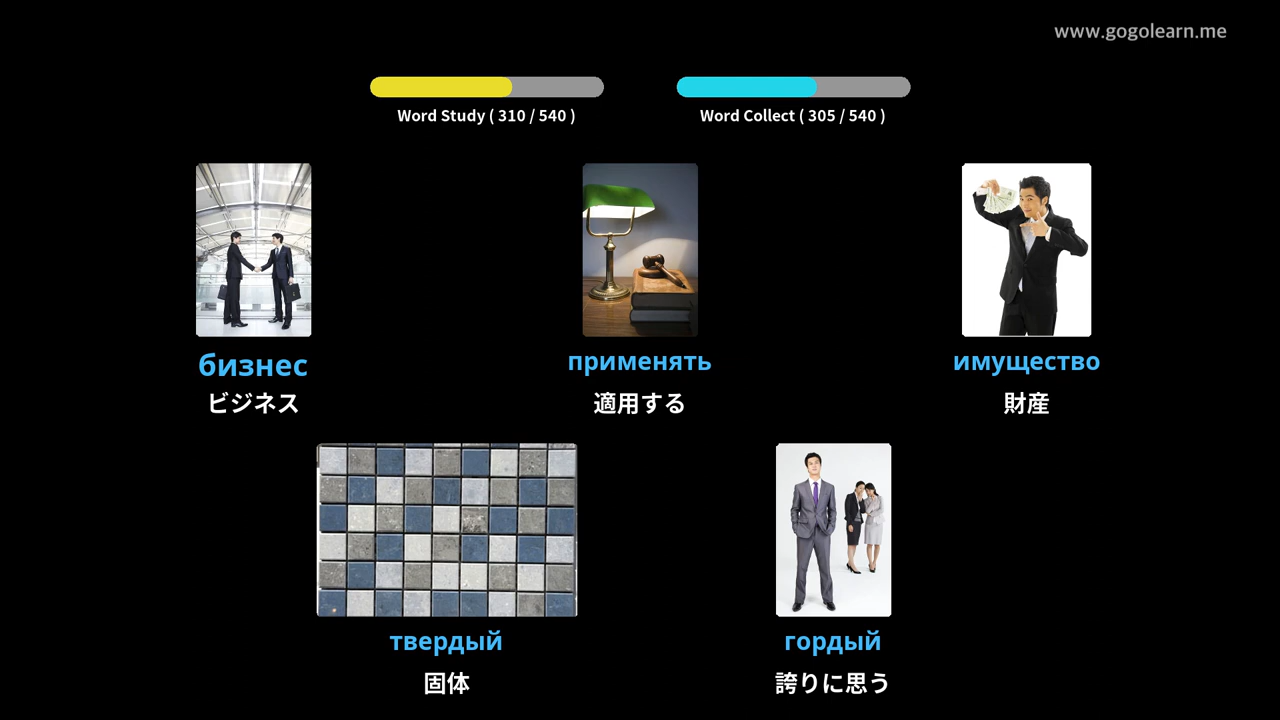 www.gogolearn.me
Word Study ( 310 / 540 )
Word Collect ( 305 / 540 )
бизнес
ビジネス
применять
適用する
имущество
財産
твердый
固体
гордый
誇りに思う